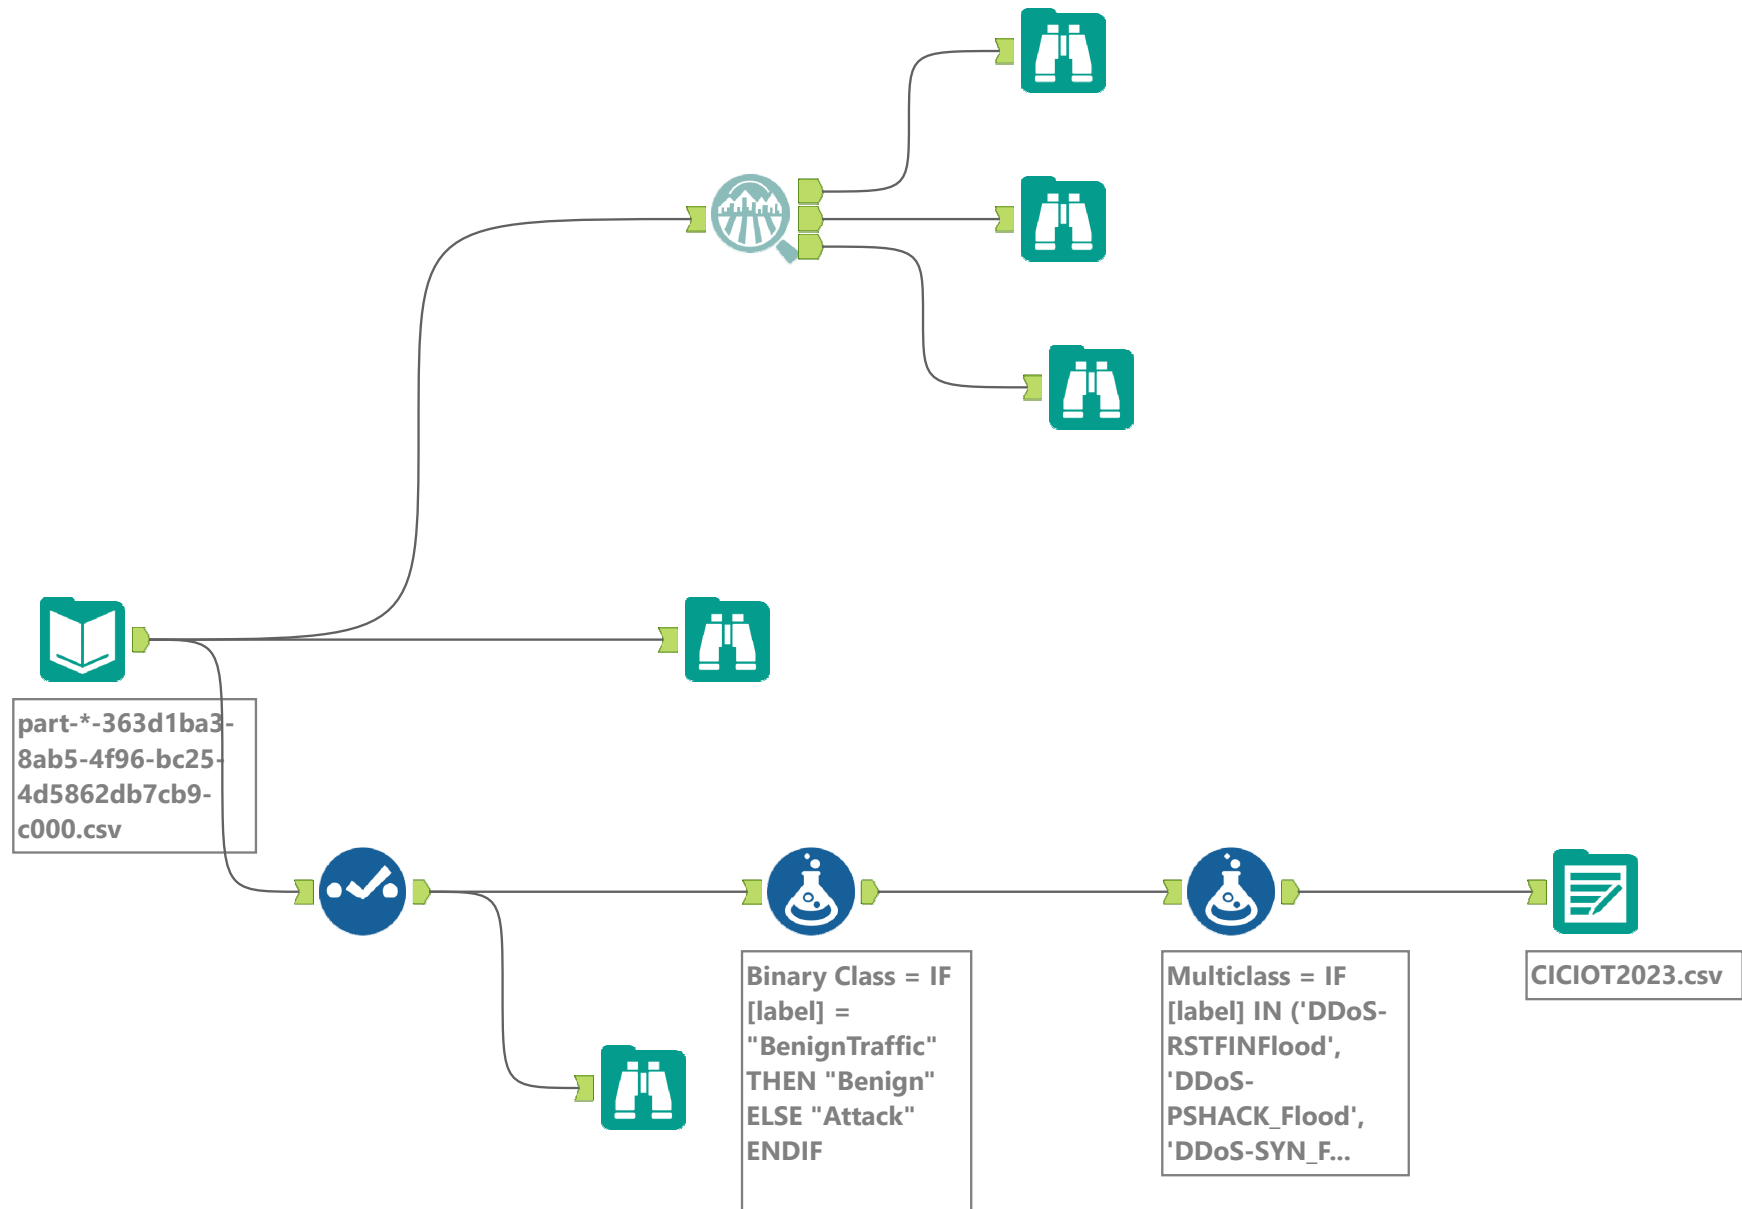 part-*-363d1ba3-
8ab5-4f96-bc25-
4d5862db7cb9-
c000.csv
Binary Class = IF
[label] =
"BenignTraffic"
THEN "Benign"
ELSE "Attack"
ENDIF
Multiclass = IF
[label] IN ('DDoS-
RSTFINFlood',
'DDoS-
PSHACK_Flood',
'DDoS-SYN_F...
CICIOT2023.csv